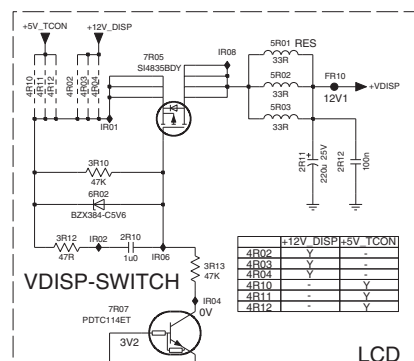 +5V_TCON +12V_DISP
7R05
SI4835BDY
IR08
5R01 RES
33R
5R02
33R
5R03
33R
FR10
12V1
+VDISP
4R10
4R11
4R12
4R02
4R03
4R04
IR01
2R11
220u 25V
2R12
100n
3R10
47K
6R02
BZX384-C5V6
3R12
47R
IR02
2R10
1u0
IR06
3R13
47K
VDISP-SWITCH
IR04
0V
7R07
PDTC114ET
3V2
+12V_DISP +5V_TCON
4R02 Y -
4R03 Y -
4R04 Y -
4R10 - Y
4R11 - Y
4R12 - Y
LCD